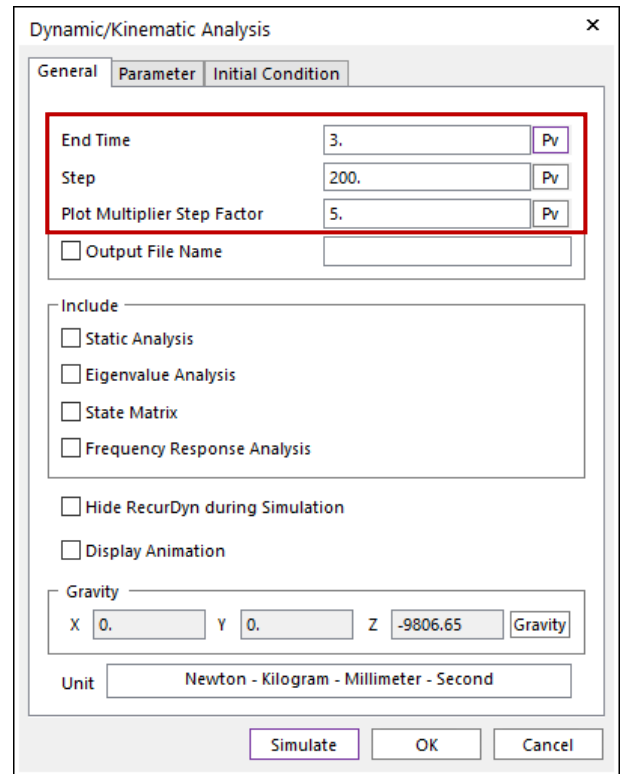 Dynamic/Kinematic Analysis ×
General Parameter Initial Condition
End Time 3. Pv
Step 200. Pv
Plot Multiplier Step Factor 5. Pv
Output File Name
Include
Static Analysis
Eigenvalue Analysis
State Matrix
Frequency Response Analysis
Hide RecurDyn during Simulation
Display Animation
Gravity
X 0. Y 0. Z -9806.65 Gravity
Unit Newton - Kilogram - Millimeter - Second
Simulate OK Cancel